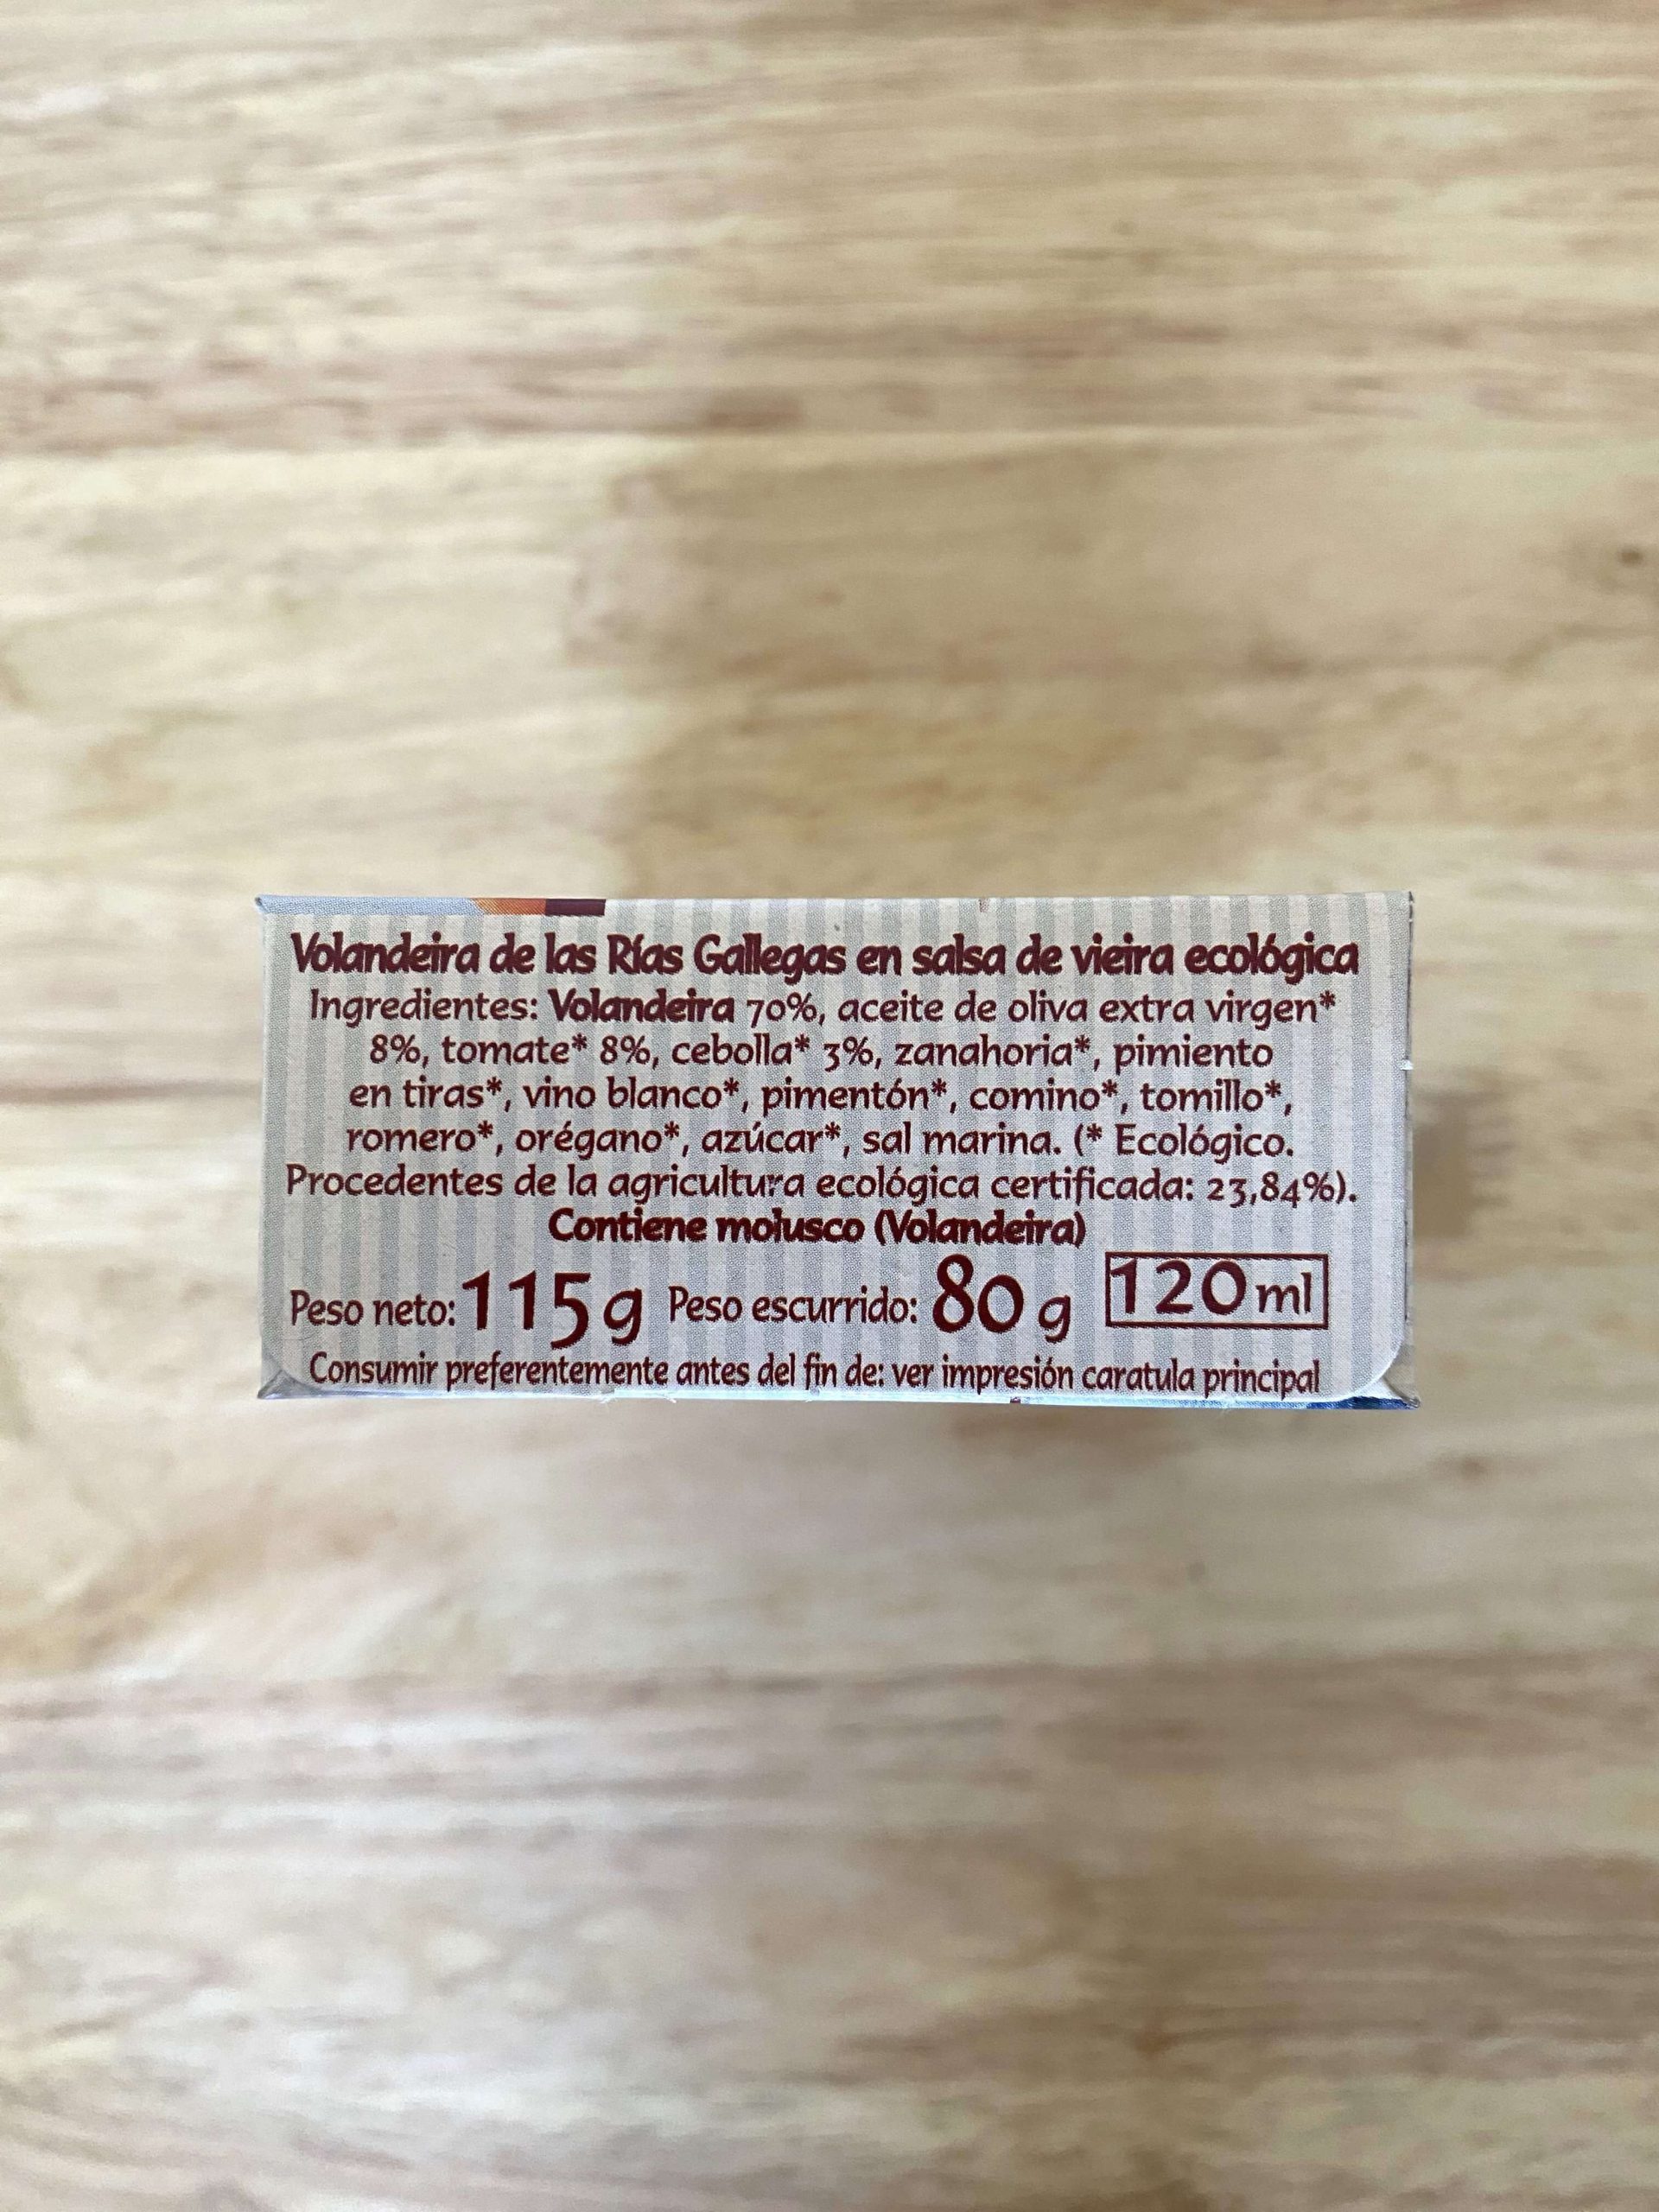 Volandeira de las Rías Gallegas en salsa de vieira ecológica
Ingredientes: Volandeira 70%, aceite de oliva extra virgen*
8%, tomate* 8%, cebolla* 3%, zanahoria*, pimiento
en tiras*, vino blanco*, pimentón*, comino*, tomillo*,
romero*, orégano*, azúcar*, sal marina. (* Ecológico.
Procedentes de la agricultura ecológica certificada: 23,84%).
Contiene molusco (Volandeira)
Peso neto: 115 g Peso escurrido: 80 g 120 ml
Consumir preferentemente antes del fin de: ver impresión caratula principal